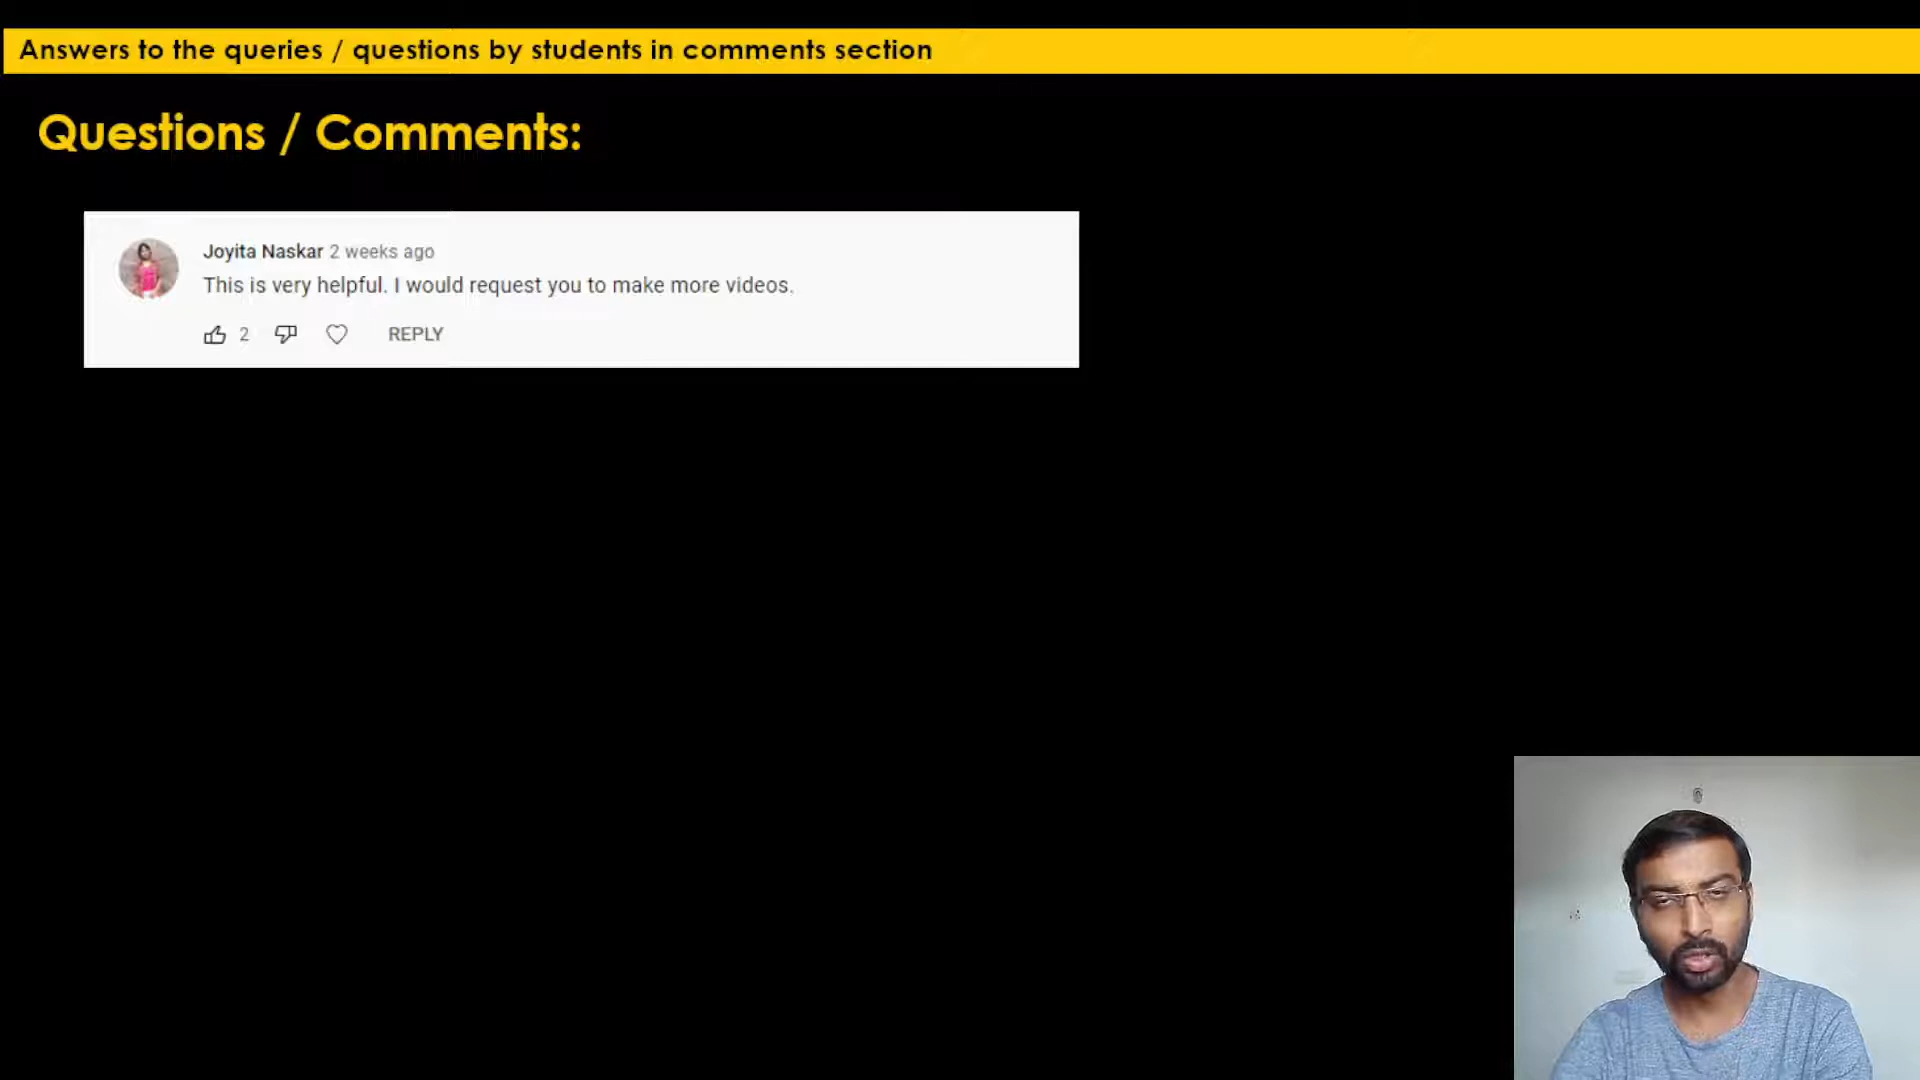 Answers to the queries / questions by students in comments section
Questions / Comments:
Joyita Naskar 2 weeks ago
This is very helpful. I would request you to make more videos.
2 REPLY